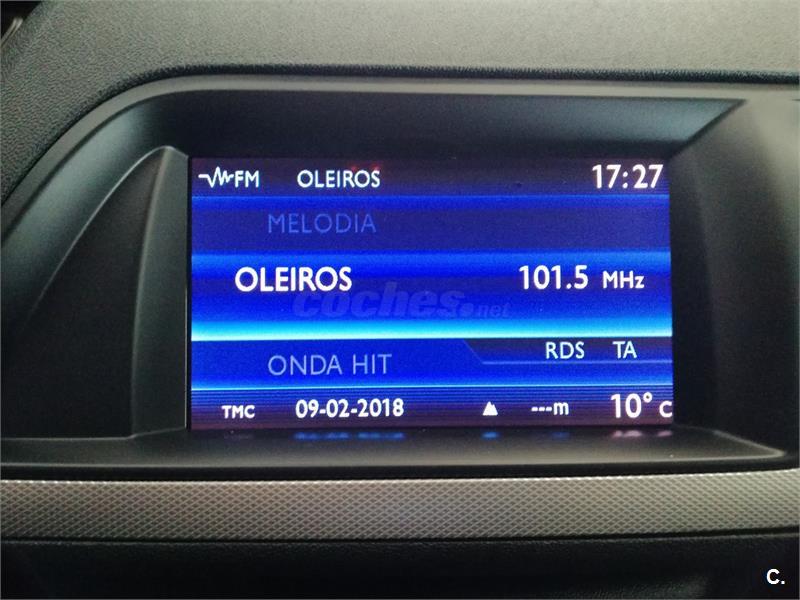 FM OLEIROS 17:27
MELODIA
OLEIROS 101.5 MHz
coches.net
ONDA HIT RDS TA
TMC 09-02-2018 ---m 10° C
C.